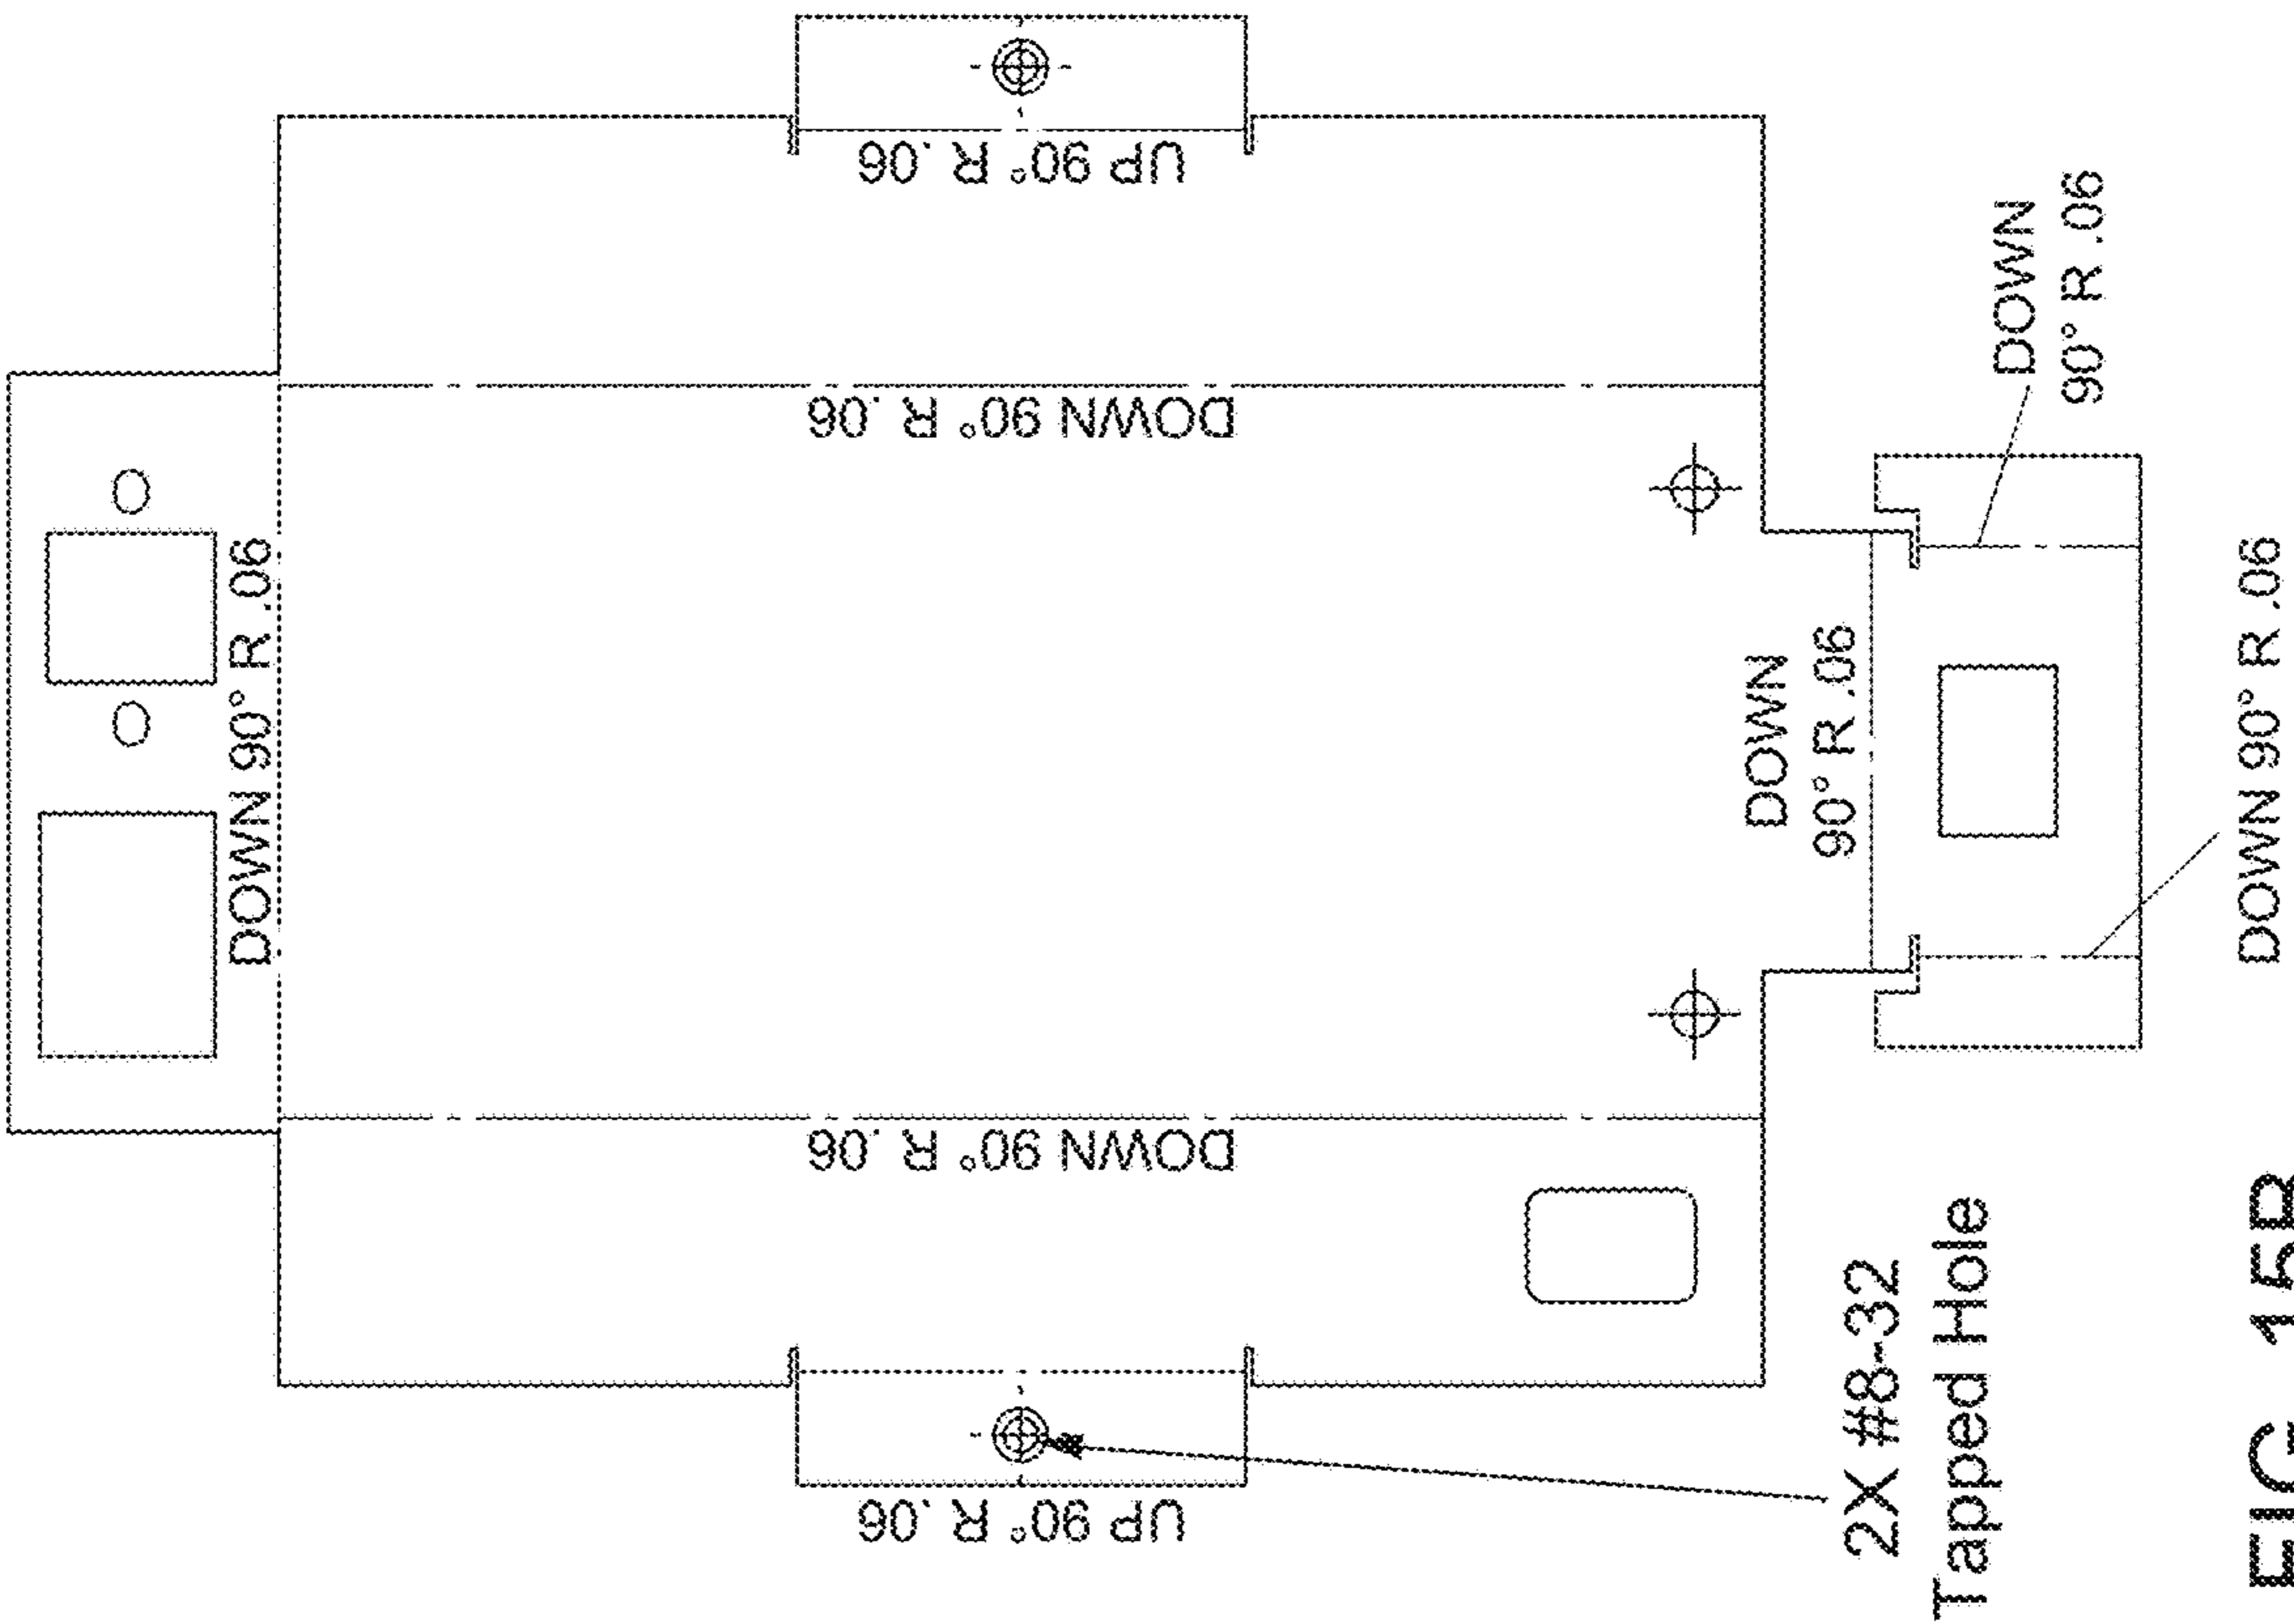 DOWN 90° R .06
UP 90° R .06
DOWN 90° R .06
DOWN 90° R .06
UP 90° R .06
DOWN
90° R .06
2X #8-32
Tapped Hole
DOWN
90° R .06
DOWN 90° R .06
FIG 15B